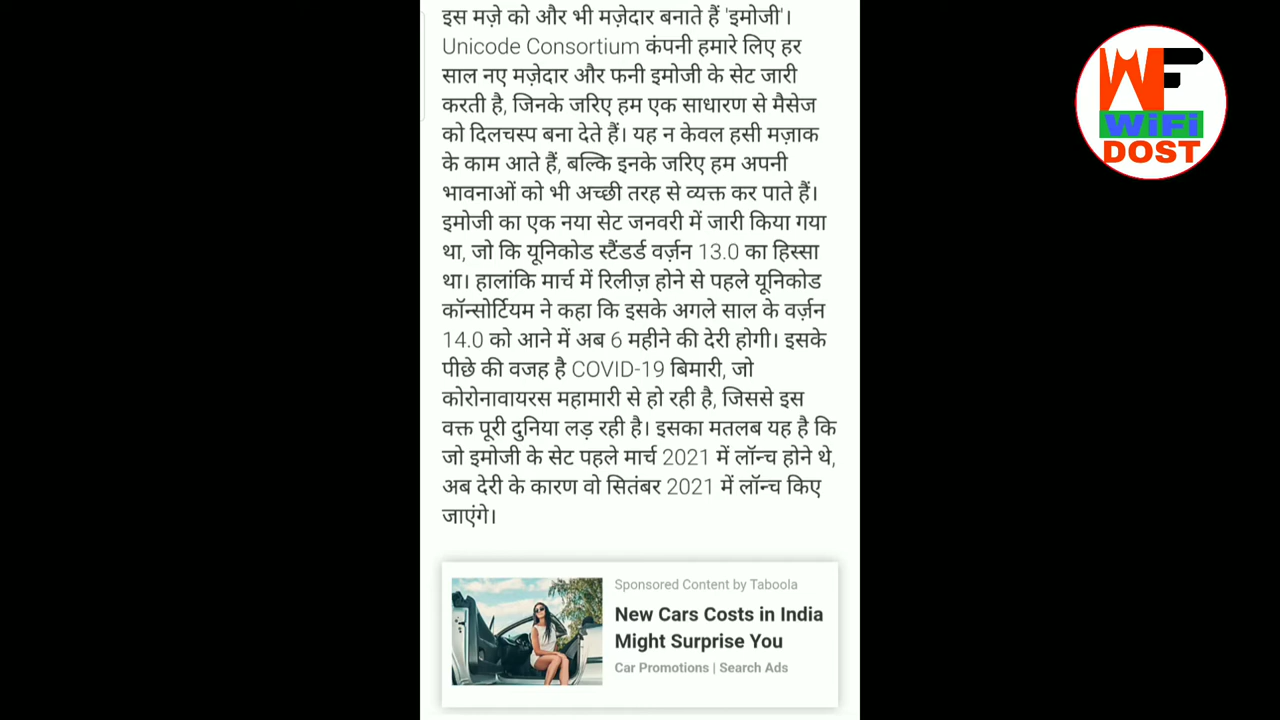 इस मज़े को और भी मज़ेदार बनाते हैं 'इमोजी'।
Unicode Consortium कंपनी हमारे लिए हर
साल नए मज़ेदार और फनी इमोजी के सेट जारी
करती है, जिनके जरिए हम एक साधारण से मैसेज
को दिलचस्प बना देते हैं। यह न केवल हसी मज़ाक
के काम आते हैं, बल्कि इनके जरिए हम अपनी
भावनाओं को भी अच्छी तरह से व्यक्त कर पाते हैं।
इमोजी का एक नया सेट जनवरी में जारी किया गया
था, जो कि यूनिकोड स्टैंडर्ड वर्ज़न 13.0 का हिस्सा
था। हालांकि मार्च में रिलीज़ होने से पहले यूनिकोड
कॉन्सोर्टियम ने कहा कि इसके अगले साल के वर्ज़न
14.0 को आने में अब 6 महीने की देरी होगी। इसके
पीछे की वजह है COVID-19 बिमारी, जो
कोरोनावायरस महामारी से हो रही है, जिससे इस
वक्त पूरी दुनिया लड़ रही है। इसका मतलब यह है कि
जो इमोजी के सेट पहले मार्च 2021 में लॉन्च होने थे,
अब देरी के कारण वो सितंबर 2021 में लॉन्च किए
जाएंगे।
Sponsored Content by Taboola
New Cars Costs in India
Might Surprise You
Car Promotions | Search Ads
WF
WiFi
DOST